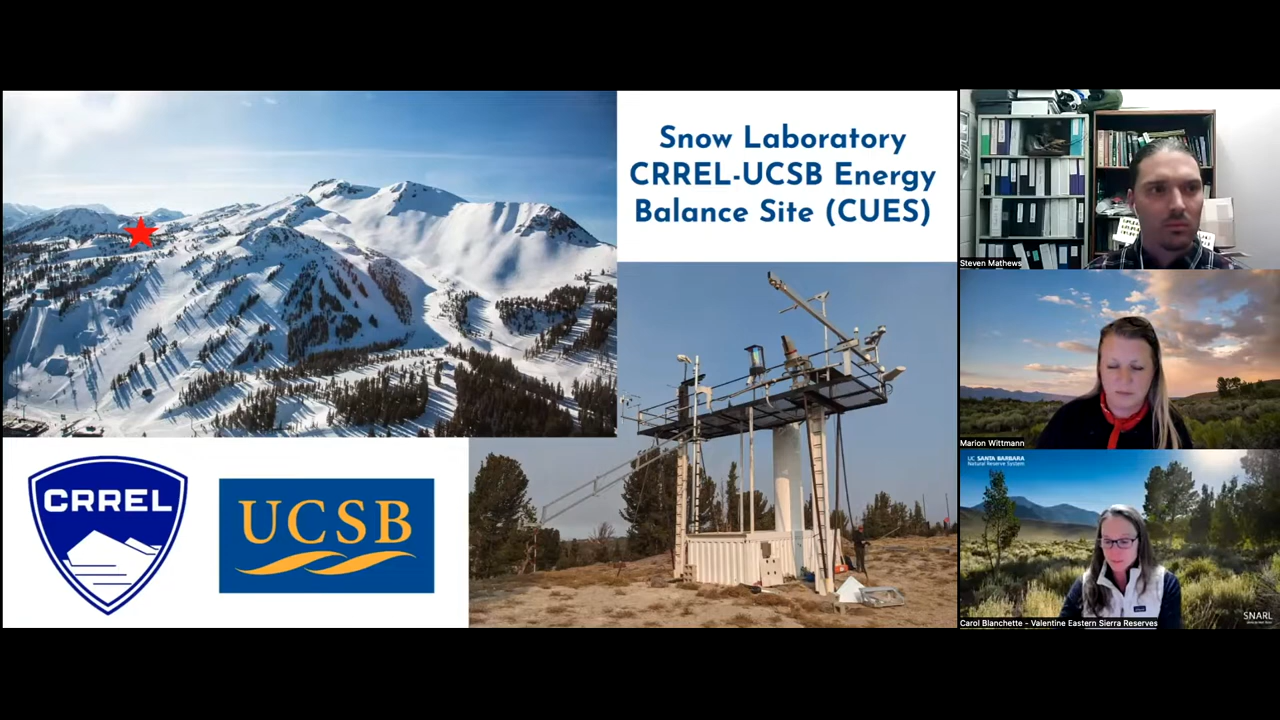 Snow Laboratory
CRREL-UCSB Energy
Balance Site (CUES)
CRREL
UCSB
Steven Mathews
Marion Wittmann
UC SANTA BARBARA
Natural Reserve System
SNARL
Carol Blanchette - Valentine Eastern Sierra Reserves